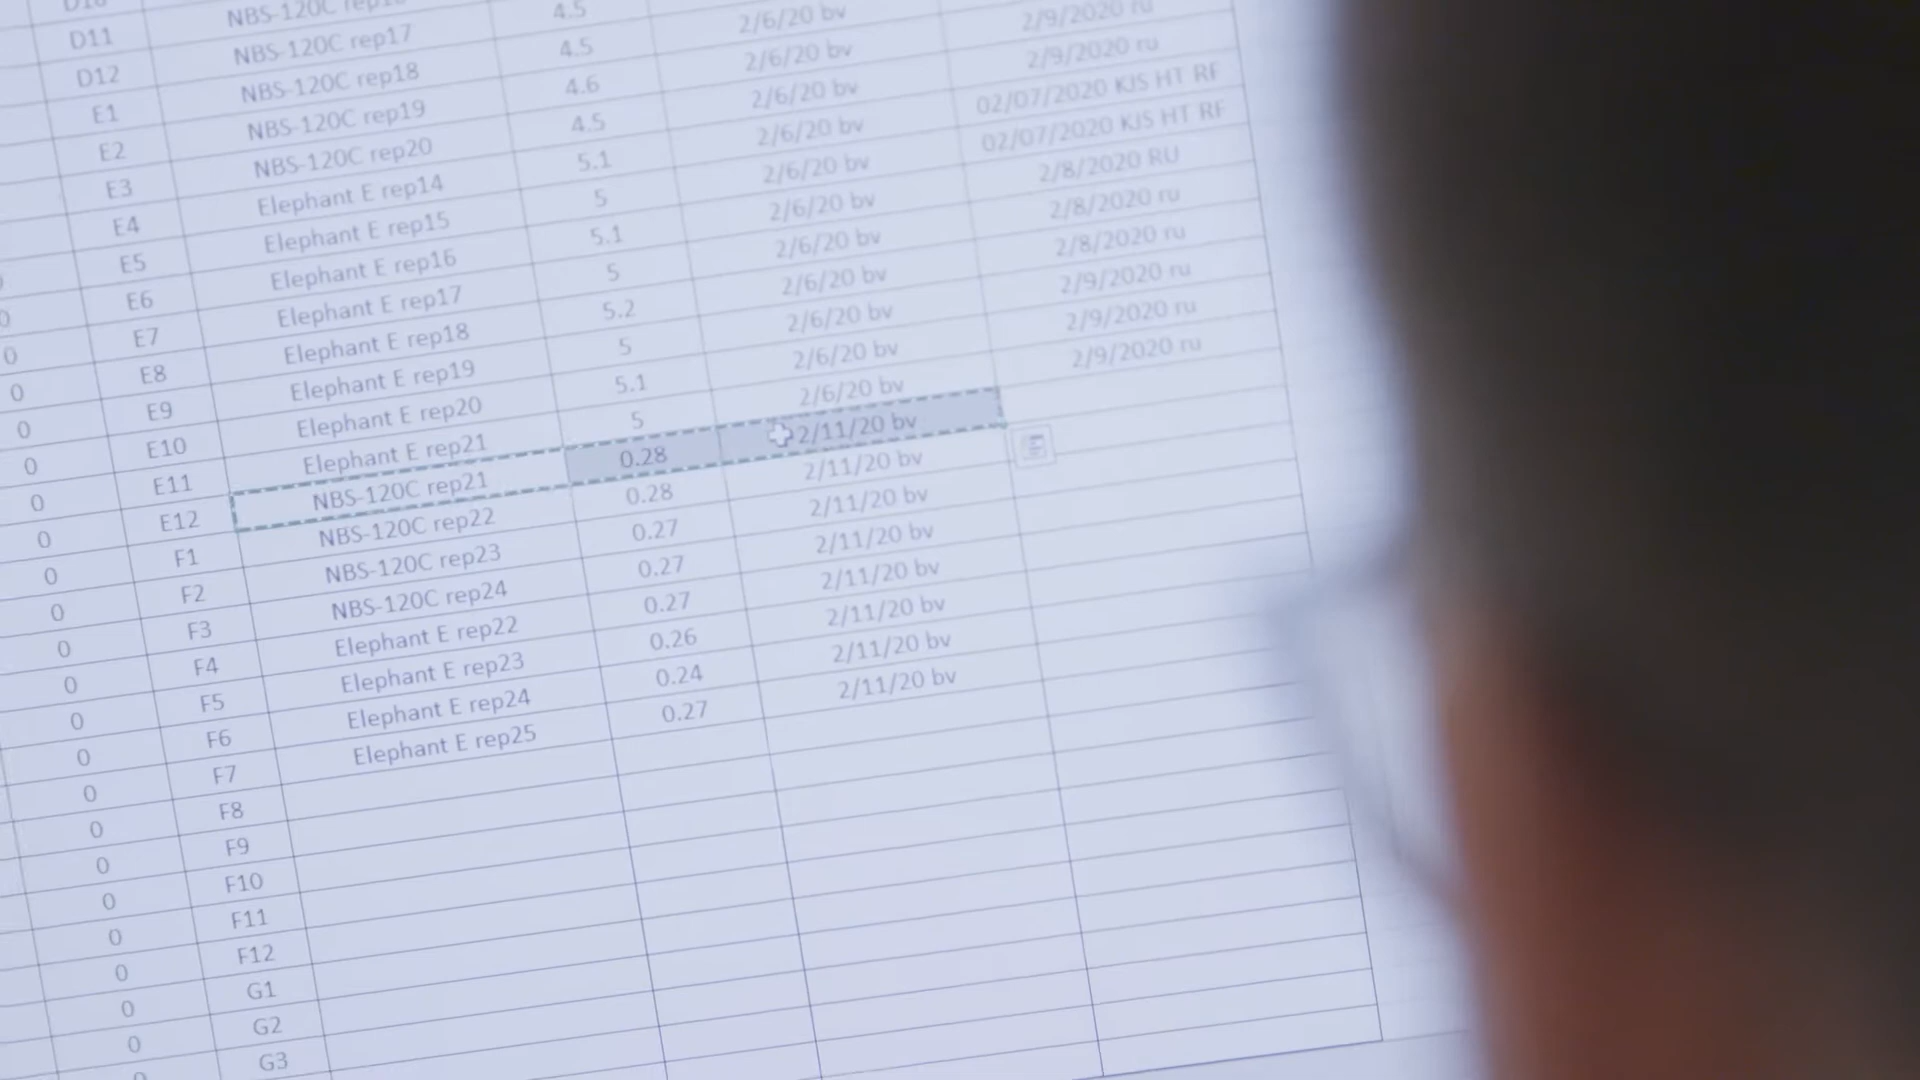 D11 NBS-120C
D12 NBS-120C rep17 4.5
E1 NBS-120C rep18 4.5 2/6/20 bv
E2 NBS-120C rep19 4.6 2/6/20 bv 2/9/2020 ru
E3 NBS-120C rep20 4.5 2/6/20 bv 2/9/2020 ru
E4 Elephant E rep14 5.1 2/6/20 bv 02/07/2020 KJS HT RF
E5 Elephant E rep15 5 2/6/20 bv 02/07/2020 KJS HT RF
0 E6 Elephant E rep16 5.1 2/6/20 bv 2/8/2020 RU
0 E7 Elephant E rep17 5 2/6/20 bv 2/8/2020 ru
0 E8 Elephant E rep18 5.2 2/6/20 bv 2/8/2020 ru
0 E9 Elephant E rep19 5 2/6/20 bv 2/9/2020 ru
0 E10 Elephant E rep20 5.1 2/6/20 bv 2/9/2020 ru
0 E11 Elephant E rep21 5 2/6/20 bv 2/9/2020 ru
0 E12 NBS-120C rep21 0.28 2/11/20 bv
0 F1 NBS-120C rep22 0.28 2/11/20 bv
0 F2 NBS-120C rep23 0.27 2/11/20 bv
0 F3 NBS-120C rep24 0.27 2/11/20 bv
0 F4 Elephant E rep22 0.27 2/11/20 bv
0 F5 Elephant E rep23 0.26 2/11/20 bv
0 F6 Elephant E rep24 0.24 2/11/20 bv
0 F7 Elephant E rep25 0.27 2/11/20 bv
0 F8
0 F9
0 F10
0 F11
0 F12
0 G1
0 G2
G3